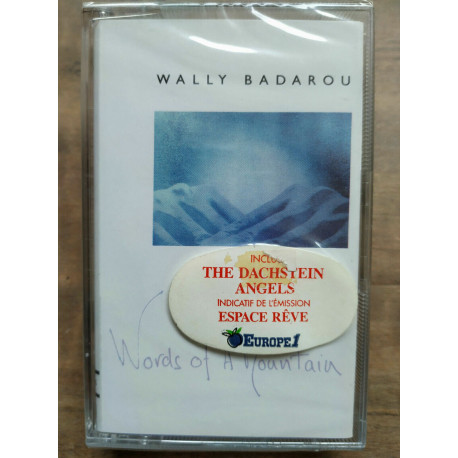 WALLY BADAROU
INCLUS
THE DACHSTEIN
ANGELS
INDICATIF DE L'ÉMISSION
ESPACE RÊVE
EUROPE 1
Words of A Mountain